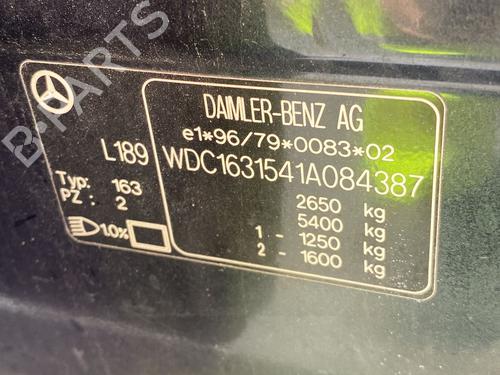 DAIMLER-BENZ AG
e1*96/79*0083*02
L189
WDC1631541A084387
Typ: 163
PZ : 2
2650 kg
5400 kg
1 - 1250 kg
2 - 1600 kg
1.0%
B-PARTS